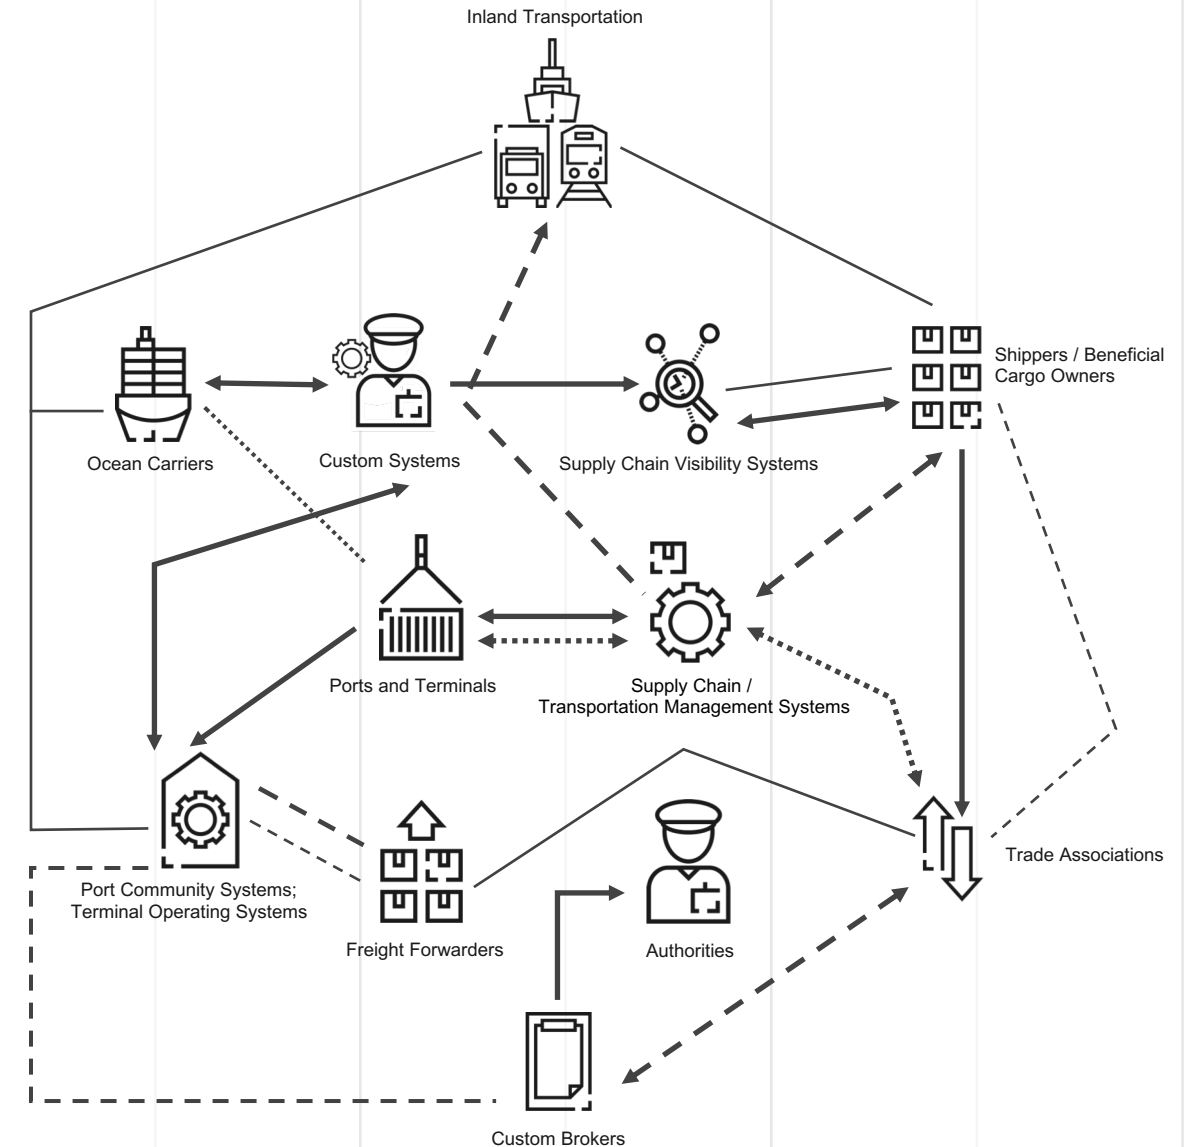 Inland Transportation
Shippers / Beneficial
Cargo Owners
Ocean Carriers
Custom Systems
Supply Chain Visibility Systems
Ports and Terminals
Supply Chain /
Transportation Management Systems
Trade Associations
Port Community Systems;
Terminal Operating Systems
Freight Forwarders
Authorities
Custom Brokers